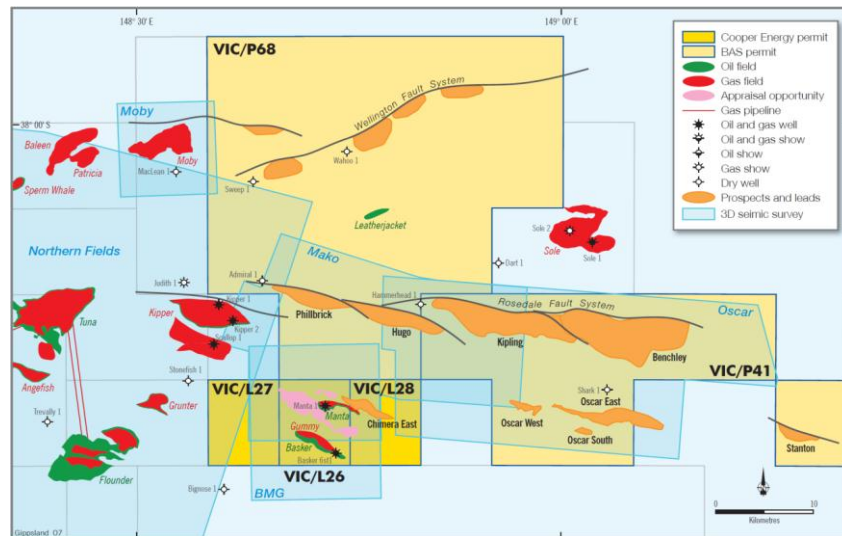 148° 30'
149° 00'
VIC/P68
Cooper Energy permit
BAS permit
Oil field
Gas field
Appraisal opportunity
Gas pipeline
Oil and gas well
Oil and gas show
Oil show
Gas show
Dry well
Prospects and leads
3D seimic survey
Wellington Fault System
Moby
38° 00' S
Baleen
Patricia
Moby
MacLean 1
Wahoo 1
Sperm Whale
Sweep 1
Leatherjacket
Sole 2
Sole
Sole 1
Northern Fields
Mako
Dart 1
Judith 1
Admiral 1
Hammerhead 1
Rosedale Fault System
Oscar
Kipper 1
Kipper
Kipper 2
Phillbrick
Hugo
Kipling
Tuna
Benchley
VIC/P41
Stonefish 1
Angelfish
VIC/L27
VIC/L28
Shark 1
Oscar East
Grunter
Manta 1
Manta
Trevally 1
Gummy
Chimera East
Oscar West
Oscar South
Basker
Stanton
Flounder
VIC/L26
Bignose 1
BMG
0
10
Kilometres
Gippsland 07